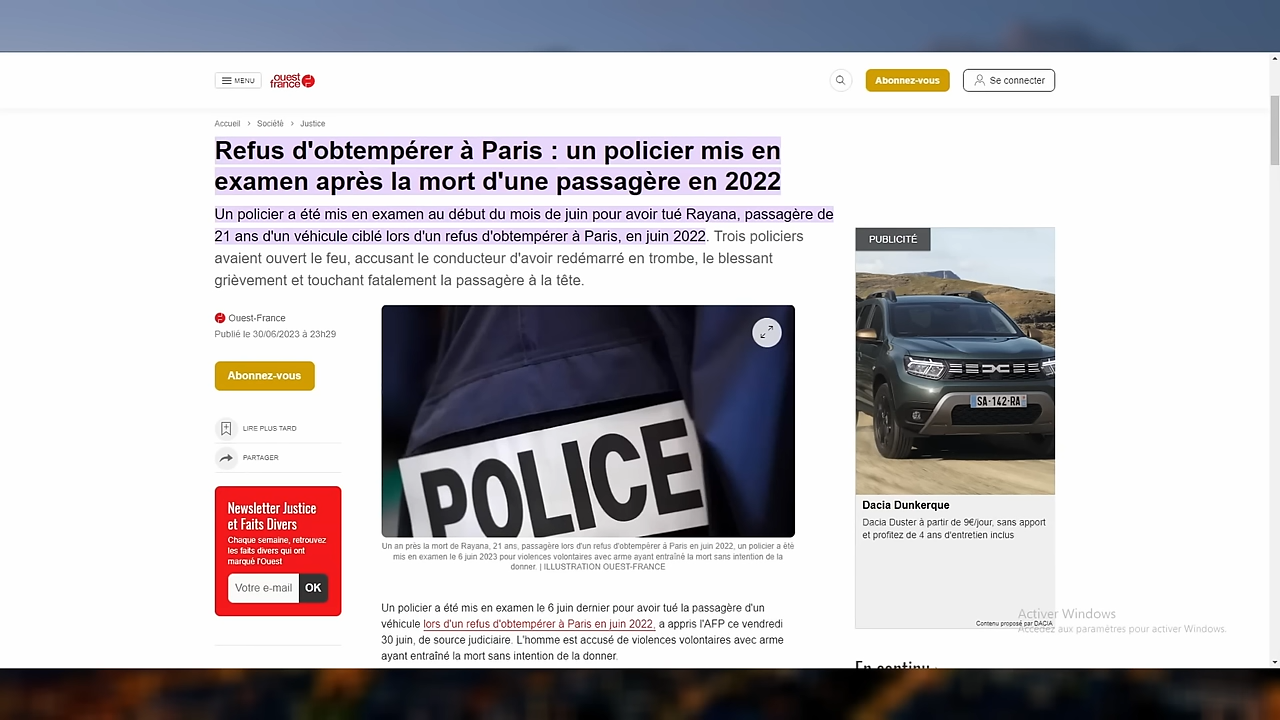 MENU
ouest
france
Abonnez-vous
Se connecter
Accueil > Société > Justice
Refus d'obtempérer à Paris : un policier mis en
examen après la mort d'une passagère en 2022
Un policier a été mis en examen au début du mois de juin pour avoir tué Rayana, passagère de
21 ans d'un véhicule ciblé lors d'un refus d'obtempérer à Paris, en juin 2022. Trois policiers
avaient ouvert le feu, accusant le conducteur d'avoir redémarré en trombe, le blessant
grièvement et touchant fatalement la passagère à la tête.
Ouest-France
Publié le 30/06/2023 à 23h29
Abonnez-vous
LIRE PLUS TARD
PARTAGER
Newsletter Justice
et Faits Divers
Chaque semaine, retrouvez
les faits divers qui ont
marqué l'Ouest
Votre e-mail OK
POLICE
Un an après la mort de Rayana, 21 ans, passagère lors d'un refus d'obtempérer à Paris en juin 2022, un policier a été
mis en examen le 6 juin 2023 pour violences volontaires avec arme ayant entraîné la mort sans intention de la
donner. | ILLUSTRATION OUEST-FRANCE
Un policier a été mis en examen le 6 juin dernier pour avoir tué la passagère d'un
véhicule lors d'un refus d'obtempérer à Paris en juin 2022, a appris l'AFP ce vendredi
30 juin, de source judiciaire. L'homme est accusé de violences volontaires avec arme
ayant entraîné la mort sans intention de la donner.
PUBLICITÉ
SA-142-RA
Dacia Dunkerque
Dacia Duster à partir de 9€/jour, sans apport
et profitez de 4 ans d'entretien inclus
Contenu proposé par DACIA
Activer Windows
Accédez aux paramètres pour activer Windows.
En continu